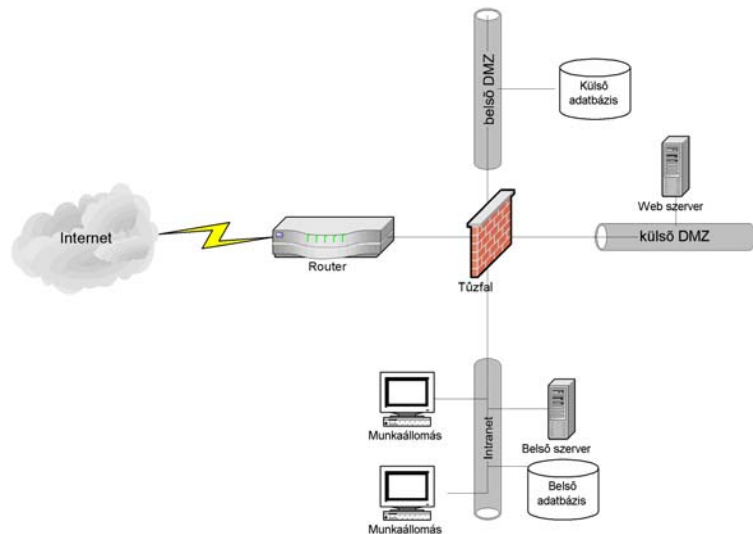 belső DMZ
Külső
adatbázis
Web szerver
Internet
Router
Tűzfal
külső DMZ
Munkaállomás
Intranet
Belső szerver
Belső
adatbázis
Munkaállomás